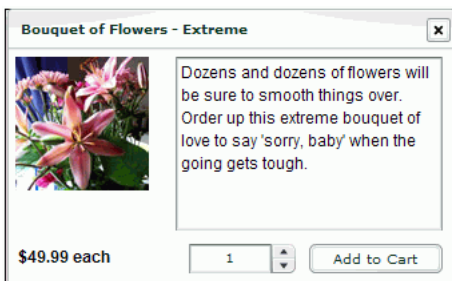 Bouquet of Flowers - Extreme
Dozens and dozens of flowers will
be sure to smooth things over.
Order up this extreme bouquet of
love to say 'sorry, baby' when the
going gets tough.
$49.99 each
1
Add to Cart